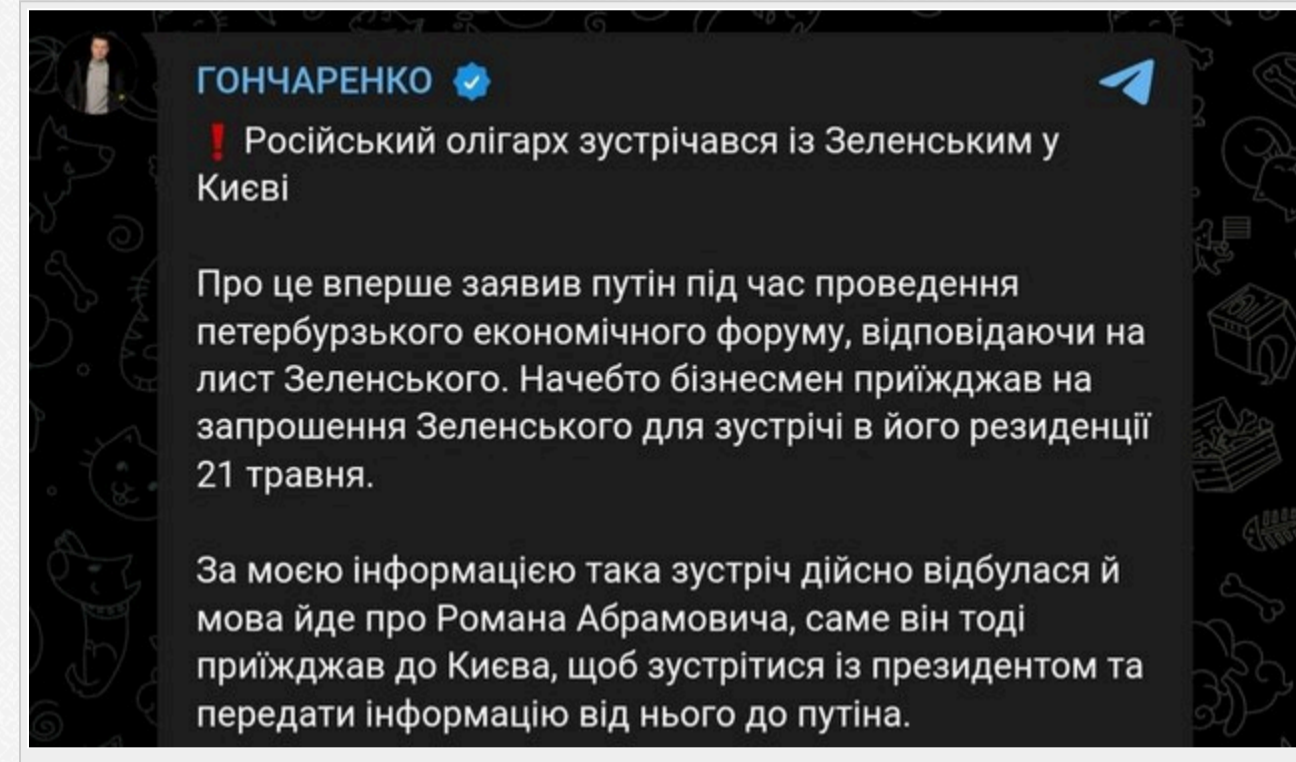 ГОНЧАРЕНКО
❗ Російський олігарх зустрічався із Зеленським у
Києві
Про це вперше заявив путін під час проведення
петербурзького економічного форуму, відповідаючи на
лист Зеленського. Начебто бізнесмен приїжджав на
запрошення Зеленського для зустрічі в його резиденції
21 травня.
За моєю інформацією така зустріч дійсно відбулася й
мова йде про Романа Абрамовича, саме він тоді
приїжджав до Києва, щоб зустрітися із президентом та
передати інформацію від нього до путіна.